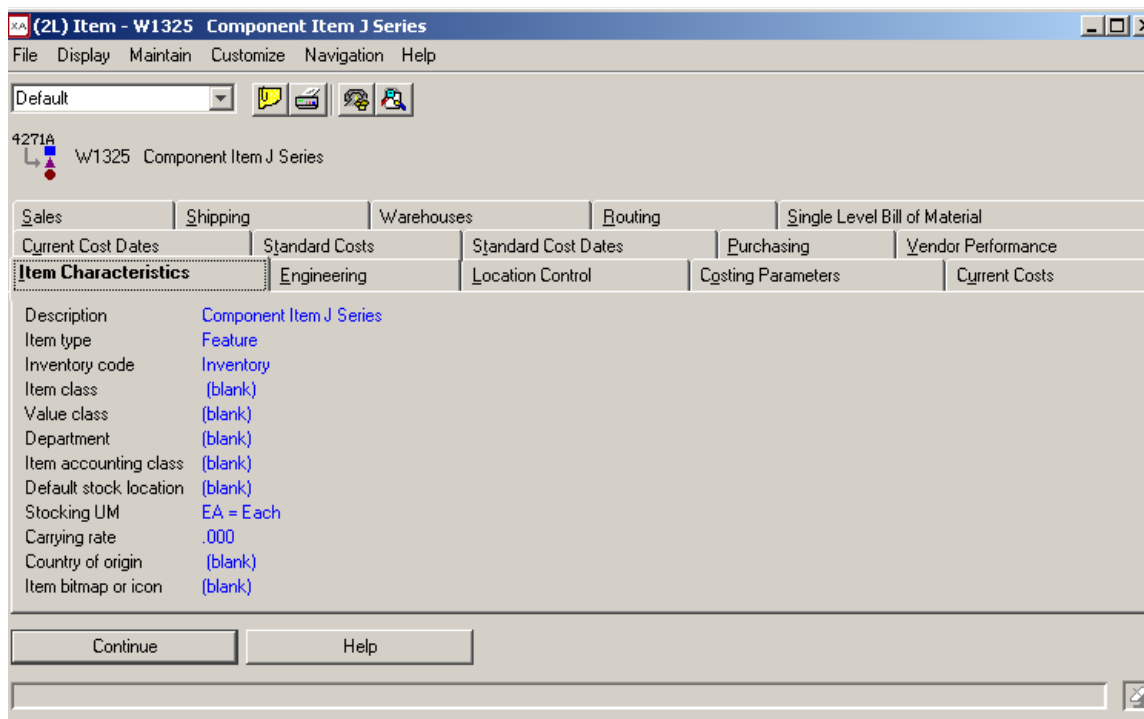 XA (2L) Item - W1325 Component Item J Series
File Display Maintain Customize Navigation Help
Default
4271A
W1325 Component Item J Series
Sales Shipping Warehouses Routing Single Level Bill of Material
Current Cost Dates Standard Costs Standard Cost Dates Purchasing Vendor Performance
Item Characteristics Engineering Location Control Costing Parameters Current Costs
Description Component Item J Series
Item type Feature
Inventory code Inventory
Item class (blank)
Value class (blank)
Department (blank)
Item accounting class (blank)
Default stock location (blank)
Stocking UM EA = Each
Carrying rate .000
Country of origin (blank)
Item bitmap or icon (blank)
Continue Help